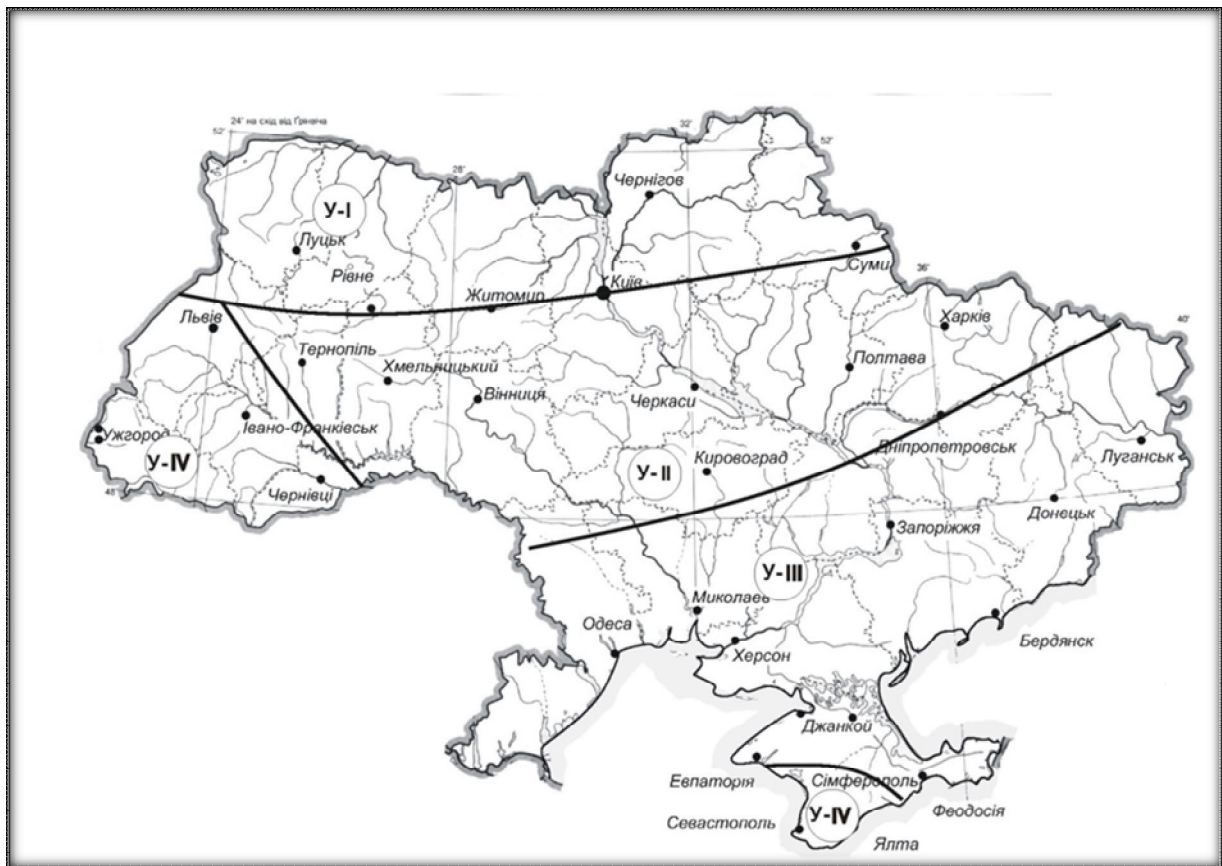 24° на схід від Ґрінвіча
52°
32°
52°
28°
Чернігов
У-I
Луцьк
Рівне
Суми
36°
Житомир
Київ
40°
Львів
Харків
Тернопіль
Хмельлицький
Полтава
Вінниця
Черкаси
Ужгород
Івано-Франківськ
Дніпропетровськ
Луганськ
У-IV
У-II
Кировоград
48°
Чернівці
Донецьк
Запоріжжя
У-III
Миколаєв
Одеса
Бердянск
Херсон
Джанкой
Евпаторія
Сімферополь
Феодосія
У-IV
Севастополь
Ялта